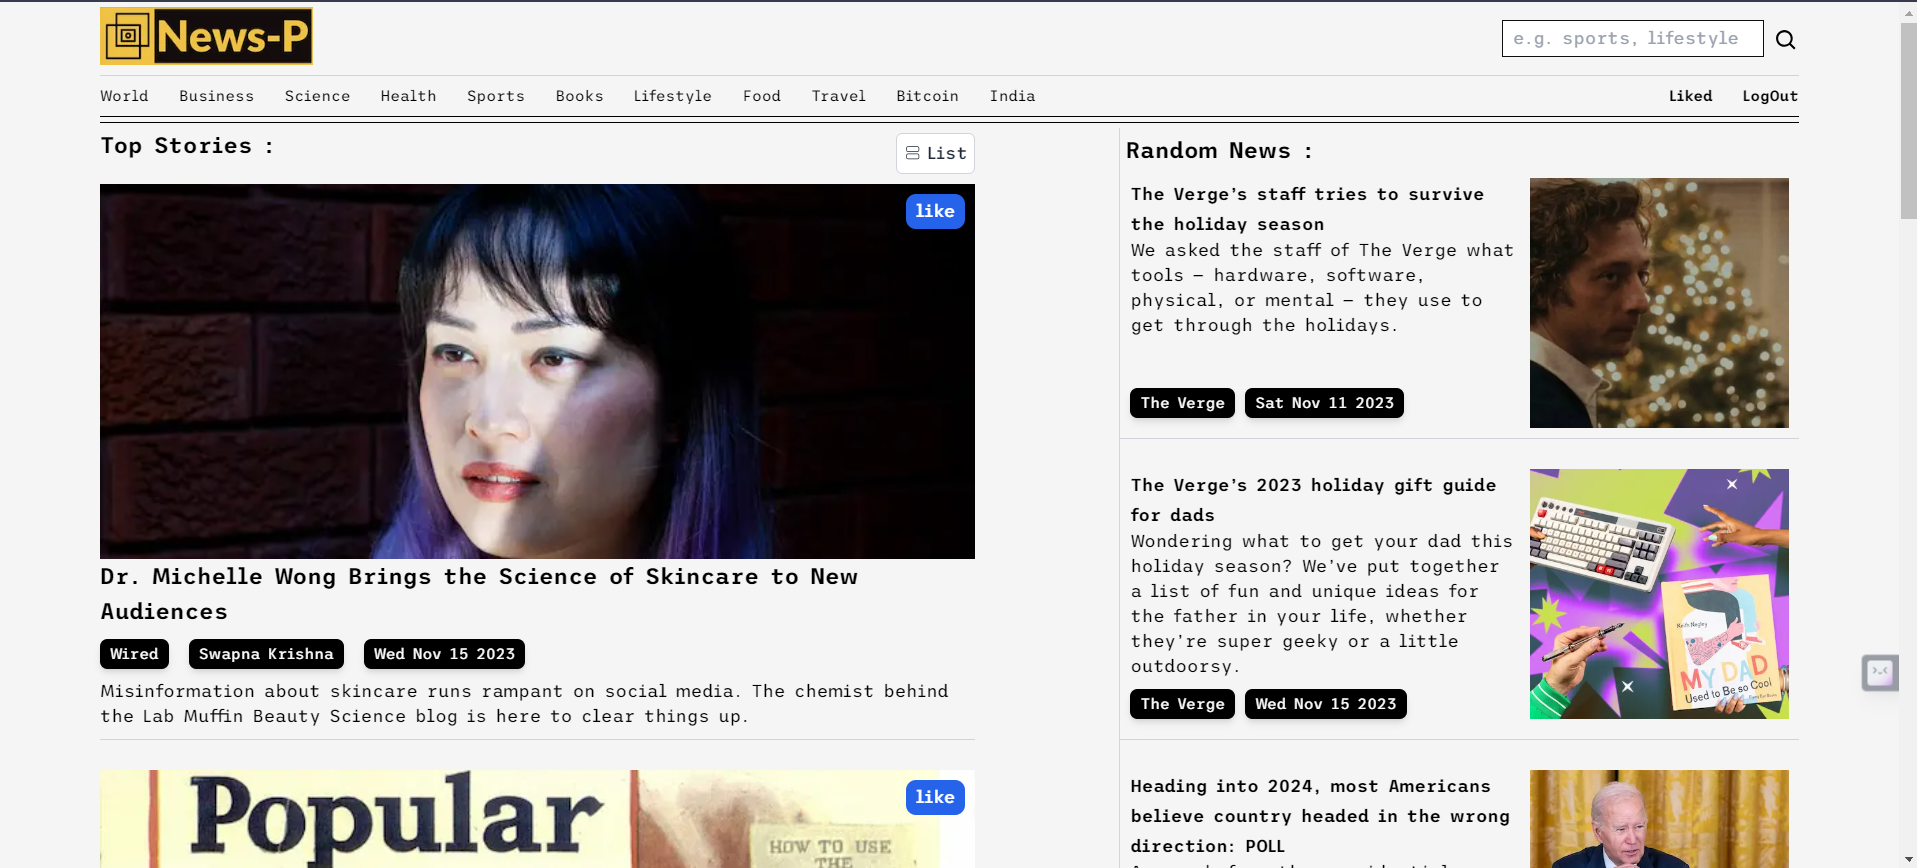 News-P
e.g. sports, lifestyle
World Business Science Health Sports Books Lifestyle Food Travel Bitcoin India Liked LogOut
Top Stories :
List
like
Dr. Michelle Wong Brings the Science of Skincare to New
Audiences
Wired Swapna Krishna Wed Nov 15 2023
Misinformation about skincare runs rampant on social media. The chemist behind
the Lab Muffin Beauty Science blog is here to clear things up.
Popular
like
HOW TO USE
THE
Random News :
The Verge’s staff tries to survive
the holiday season
We asked the staff of The Verge what
tools — hardware, software,
physical, or mental — they use to
get through the holidays.
The Verge Sat Nov 11 2023
The Verge’s 2023 holiday gift guide
for dads
Wondering what to get your dad this
holiday season? We’ve put together
a list of fun and unique ideas for
the father in your life, whether
they’re super geeky or a little
outdoorsy.
The Verge Wed Nov 15 2023
Keith Negley
MY DAD
Used to Be so Cool
Heading into 2024, most Americans
believe country headed in the wrong
direction: POLL